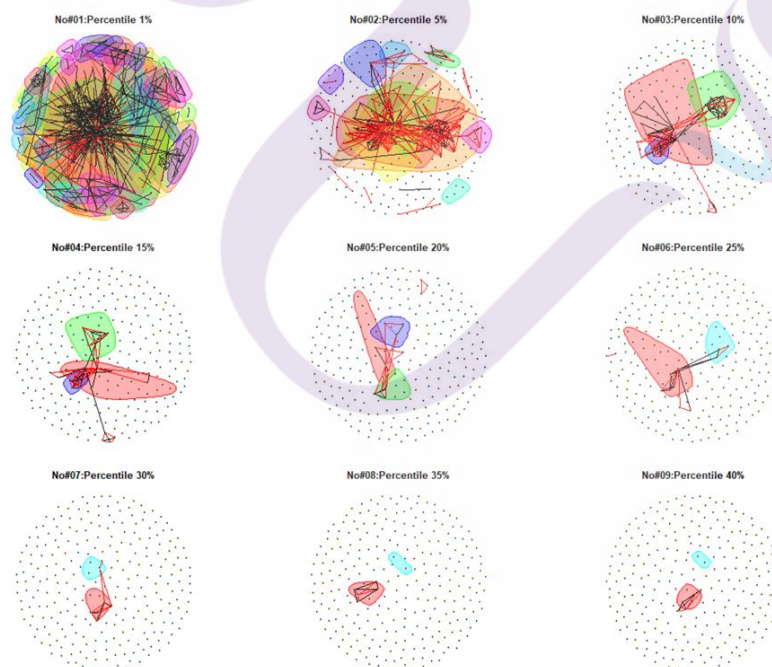 No#01:Percentile 1%
No#02:Percentile 5%
No#03:Percentile 10%
No#04:Percentile 15%
No#05:Percentile 20%
No#06:Percentile 25%
No#07:Percentile 30%
No#08:Percentile 35%
No#09:Percentile 40%